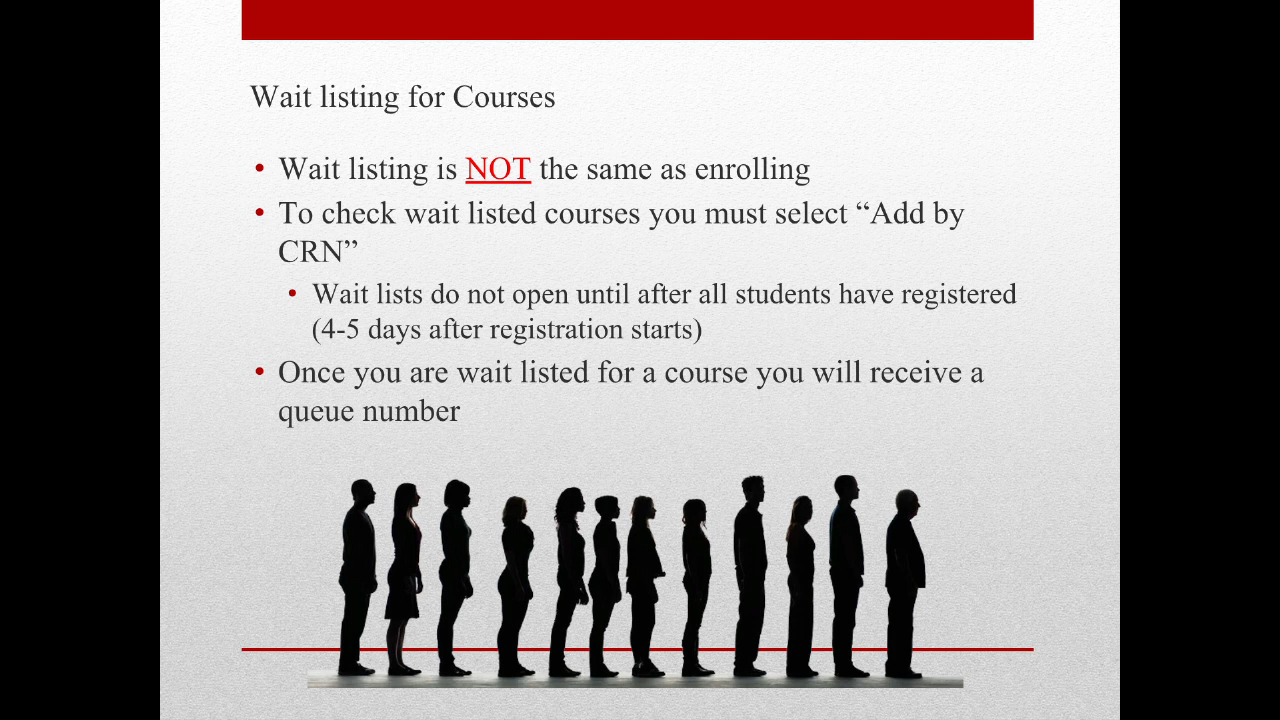 Wait listing for Courses
• Wait listing is NOT the same as enrolling
• To check wait listed courses you must select “Add by
CRN”
• Wait lists do not open until after all students have registered
(4-5 days after registration starts)
• Once you are wait listed for a course you will receive a
queue number